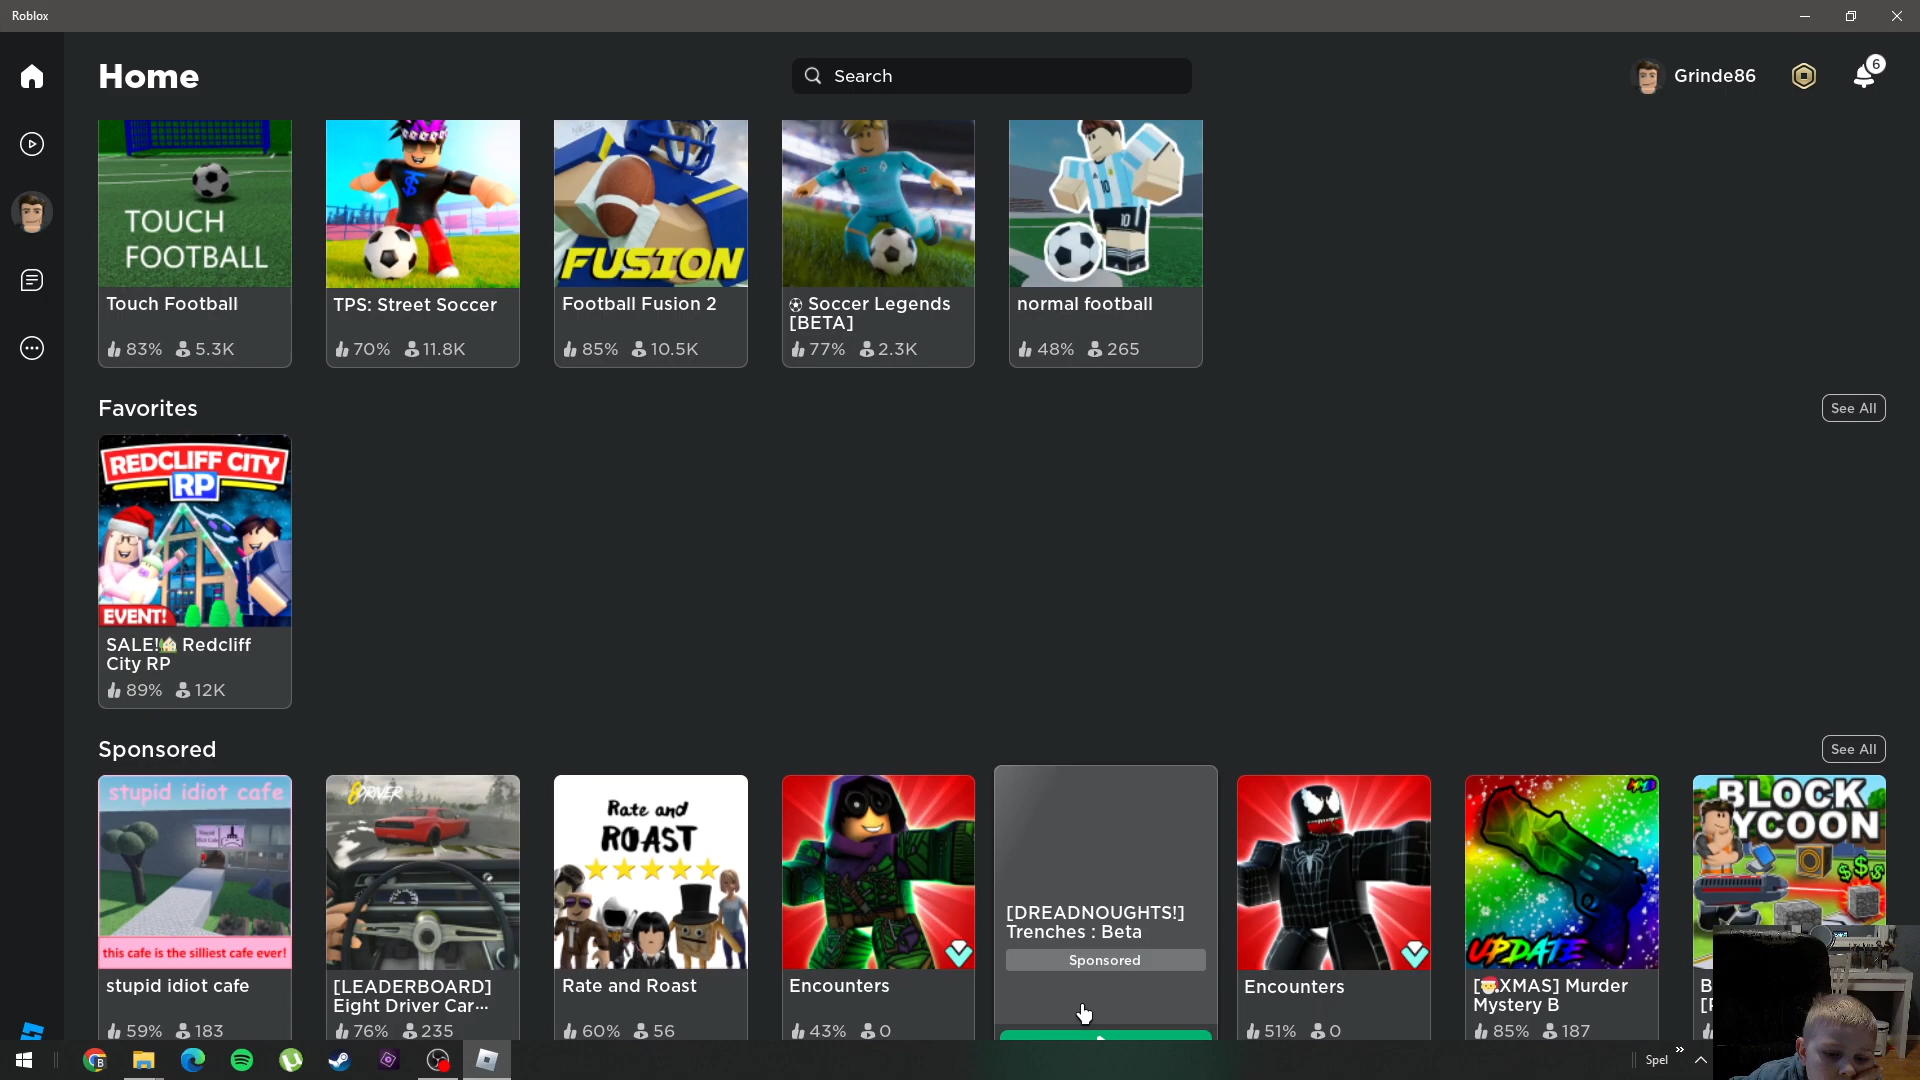 Roblox
Home
Search
Grinde86
6
TOUCH
FOOTBALL
FUSION
10
10
Touch Football
TPS: Street Soccer
Football Fusion 2
⚽ Soccer Legends
[BETA]
normal football
83% 5.3K
70% 11.8K
85% 10.5K
77% 2.3K
48% 265
Favorites
See All
REDCLIFF CITY
RP
EVENT!
SALE!🏡 Redcliff
City RP
89% 12K
Sponsored
See All
stupid idiot cafe
this cafe is the silliest cafe ever!
stupid idiot cafe
59% 183
8DRIVER
[LEADERBOARD]
Eight Driver Car...
76% 235
Rate and
ROAST
Rate and Roast
60% 56
Encounters
43% 0
[DREADNOUGHTS!]
Trenches : Beta
Sponsored
Encounters
51% 0
UPDATE
[🎅XMAS] Murder
Mystery B
85% 187
BLOCK
TYCOON
Spel